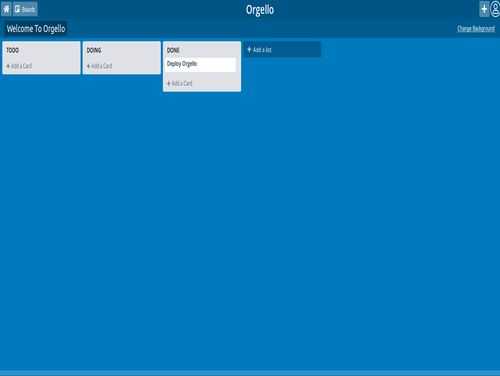 Boards
Orgello
Welcome To Orgello
Change Background
TODO
+ Add a Card
DOING
+ Add a Card
DONE
Deploy Orgello
+ Add a Card
+ Add a list